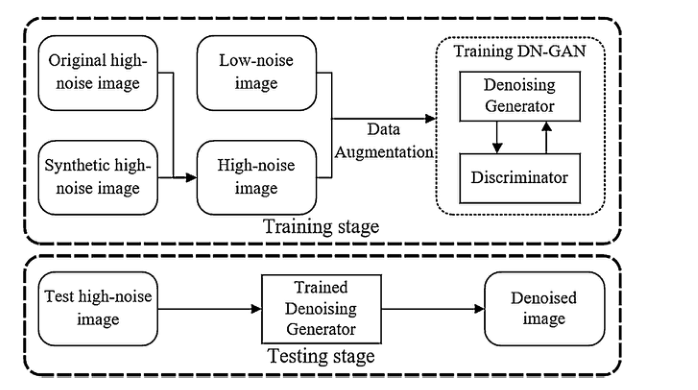 Original high-
noise image
Low-noise
image
Training DN-GAN
Denoising
Generator
Data
Augmentation
Synthetic high-
noise image
High-noise
image
Discriminator
Training stage
Test high-noise
image
Trained
Denoising
Generator
Denoised
image
Testing stage